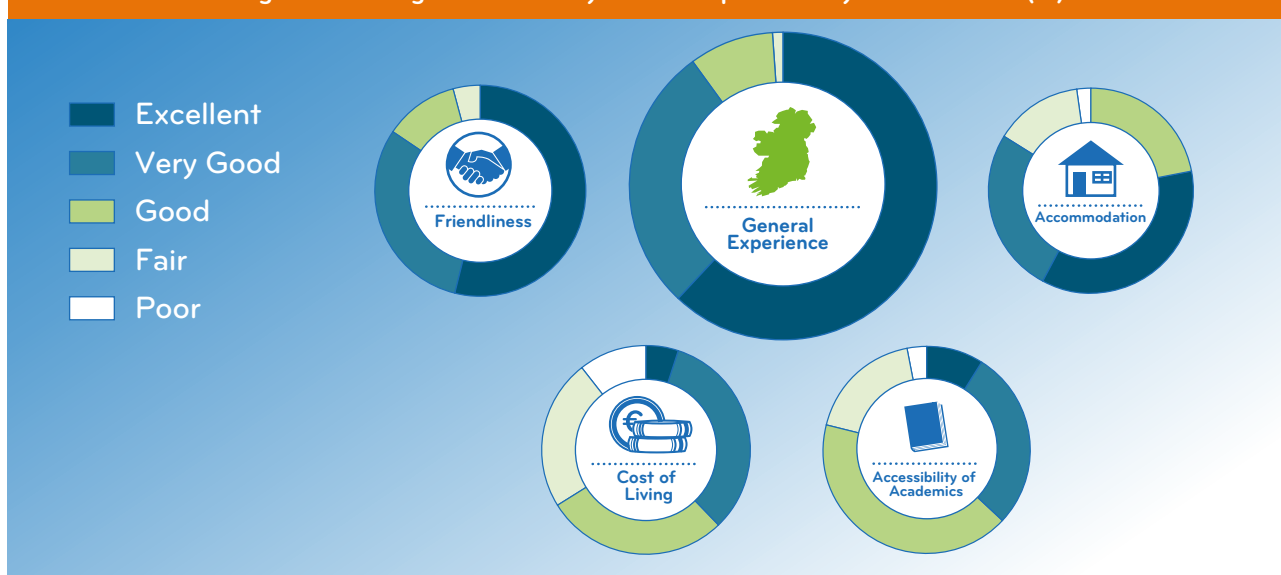 Excellent
Very Good
Good
Fair
Poor
Friendliness
General
Experience
Accommodation
€
Cost of
Living
Accessibility of
Academics